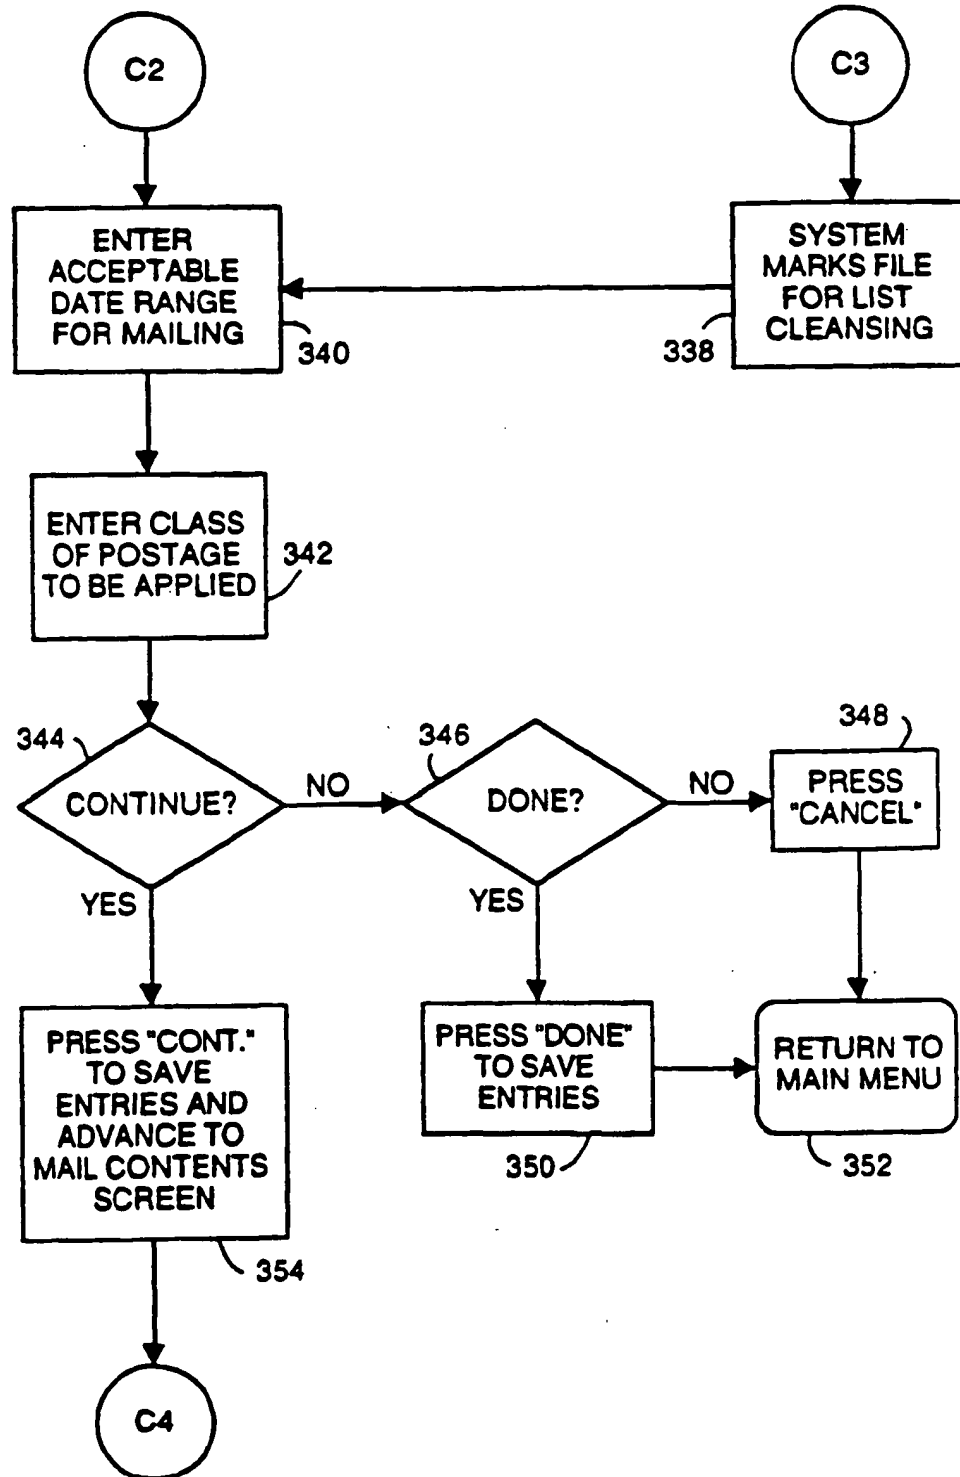 C2
C3
ENTER
ACCEPTABLE
DATE RANGE
FOR MAILING
340
SYSTEM
MARKS FILE
FOR LIST
CLEANSING
338
ENTER CLASS
OF POSTAGE
TO BE APPLIED
342
344
CONTINUE?
NO
YES
346
DONE?
NO
YES
348
PRESS
"CANCEL"
PRESS "CONT."
TO SAVE
ENTRIES AND
ADVANCE TO
MAIL CONTENTS
SCREEN
354
PRESS "DONE"
TO SAVE
ENTRIES
350
RETURN TO
MAIN MENU
352
C4